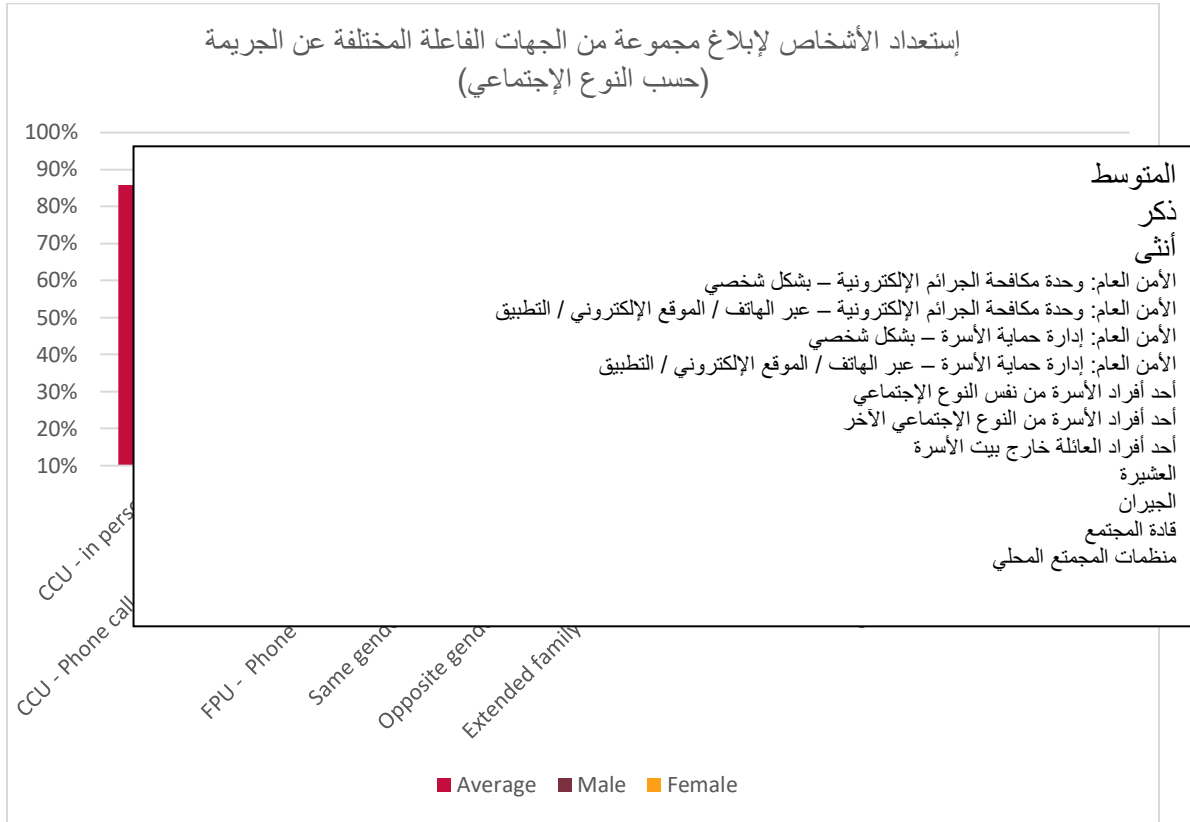 إستعداد الأشخاص لإبلاغ مجموعة من الجهات الفاعلة المختلفة عن الجريمة
(حسب النوع الإجتماعي)
100%
90%
80%
70%
60%
50%
40%
30%
20%
10%
المتوسط
ذكر
أنثى
الأمن العام: وحدة مكافحة الجرائم الإلكترونية – بشكل شخصي
الأمن العام: وحدة مكافحة الجرائم الإلكترونية – عبر الهاتف / الموقع الإلكتروني / التطبيق
الأمن العام: إدارة حماية الأسرة – بشكل شخصي
الأمن العام: إدارة حماية الأسرة – عبر الهاتف / الموقع الإلكتروني / التطبيق
أحد أفراد الأسرة من نفس النوع الإجتماعي
أحد أفراد الأسرة من النوع الإجتماعي الآخر
أحد أفراد العائلة خارج بيت الأسرة
العشيرة
الجيران
قادة المجتمع
منظمات المجمتع المحلي
CCU - in
CCU - Phone call
FPU - Phone
Same
Opposite
Extended family
Average
Male
Female